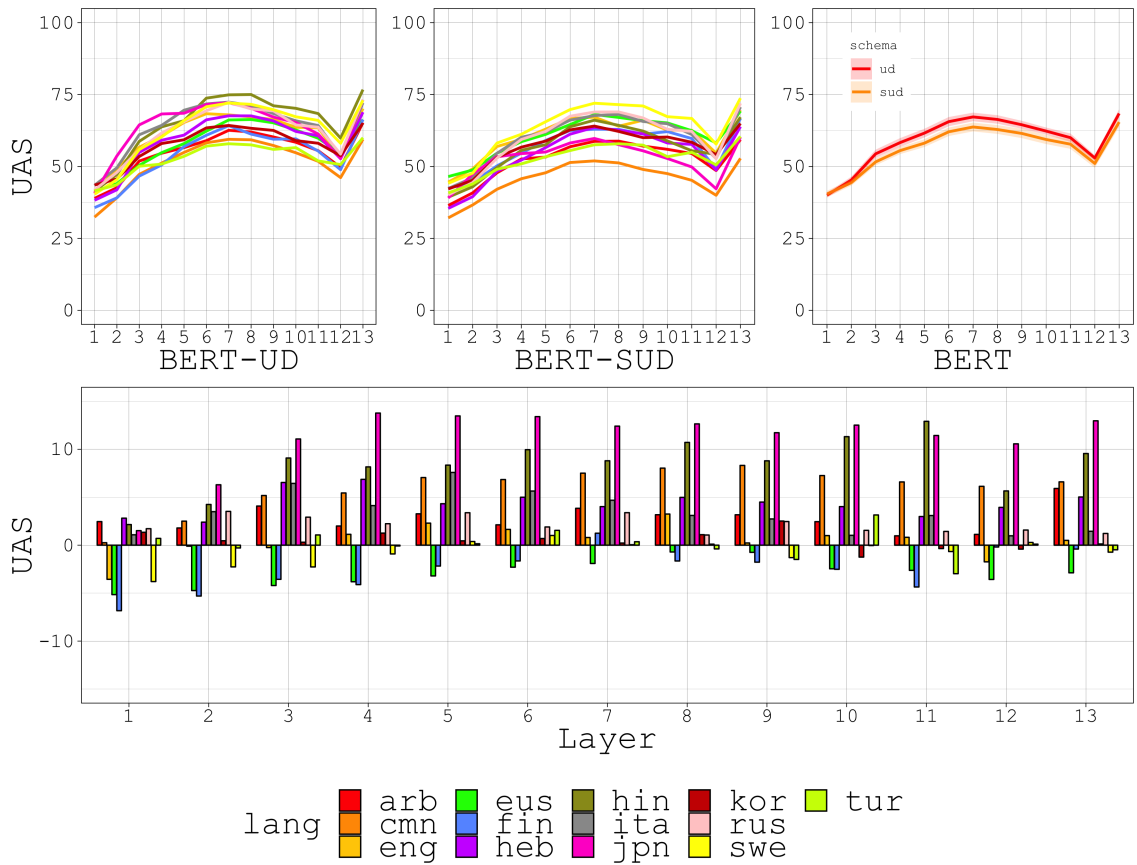 UAS
100
75
50
25
0
1 2 3 4 5 6 7 8 9 10 11 12 13
BERT-UD
100
75
50
25
0
1 2 3 4 5 6 7 8 9 10 11 12 13
BERT-SUD
100
75
50
25
0
schema
ud
sud
1 2 3 4 5 6 7 8 9 10 11 12 13
BERT
UAS
10
0
-10
1 2 3 4 5 6 7 8 9 10 11 12 13
Layer
lang
arb eus hin kor tur
cmn fin ita rus
eng heb jpn swe